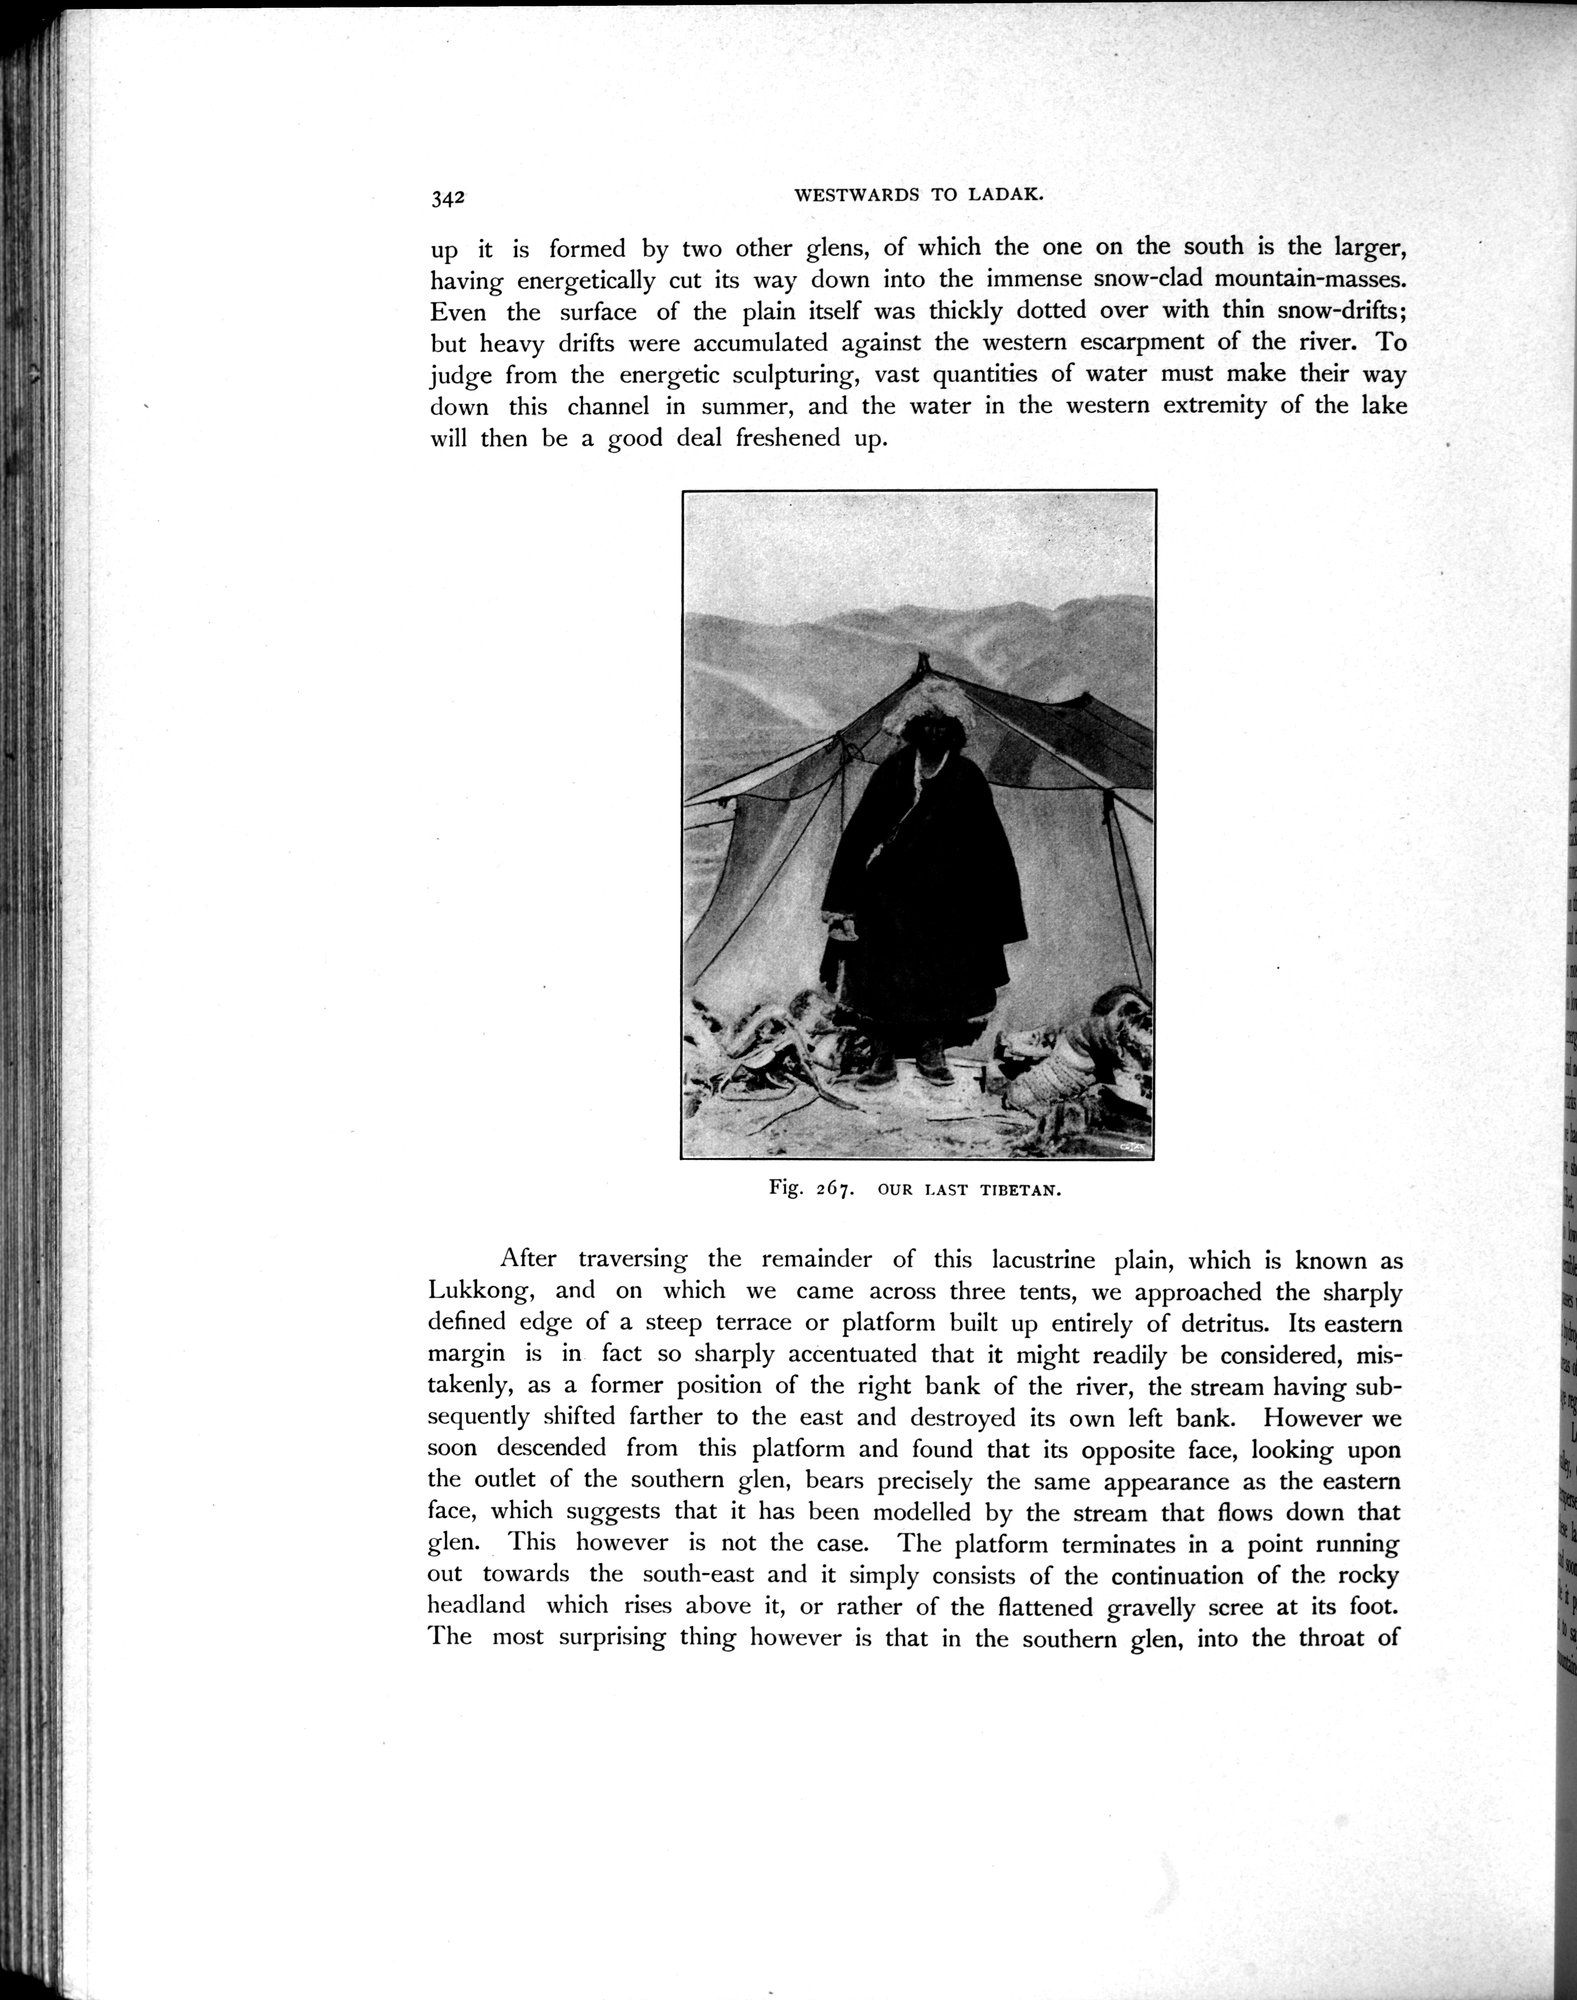 342
WESTWARDS TO LADAK.
up it is formed by two other glens, of which the one on the south is the larger,
having energetically cut its way down into the immense snow-clad mountain-masses.
Even the surface of the plain itself was thickly dotted over with thin snow-drifts;
but heavy drifts were accumulated against the western escarpment of the river. To
judge from the energetic sculpturing, vast quantities of water must make their way
down this channel in summer, and the water in the western extremity of the lake
will then be a good deal freshened up.
Fig. 267. OUR LAST TIBETAN.
After traversing the remainder of this lacustrine plain, which is known as
Lukkong, and on which we came across three tents, we approached the sharply
defined edge of a steep terrace or platform built up entirely of detritus. Its eastern
margin is in fact so sharply accentuated that it might readily be considered, mis-
takenly, as a former position of the right bank of the river, the stream having sub-
sequently shifted farther to the east and destroyed its own left bank. However we
soon descended from this platform and found that its opposite face, looking upon
the outlet of the southern glen, bears precisely the same appearance as the eastern
face, which suggests that it has been modelled by the stream that flows down that
glen. This however is not the case. The platform terminates in a point running
out towards the south-east and it simply consists of the continuation of the rocky
headland which rises above it, or rather of the flattened gravelly scree at its foot.
The most surprising thing however is that in the southern glen, into the throat of